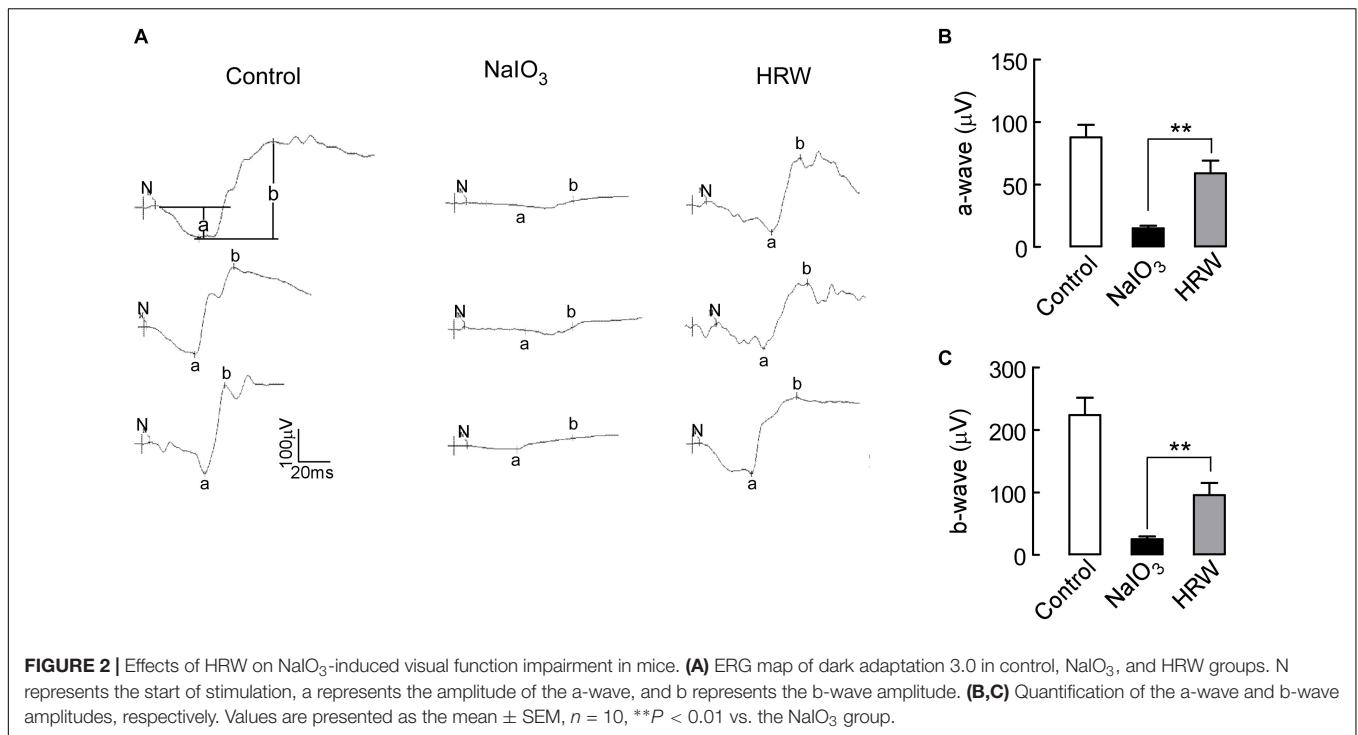 A
Control
NaIO₃
HRW
N
a
b
N
a
b
N
b
a
N
b
a
N
a
b
N
b
a
N
b
a
100μV
20ms
N
a
b
N
b
a
B
150
100
50
0
a-wave (μV)
**
Control
NaIO₃
HRW
C
300
200
100
0
b-wave (μV)
**
Control
NaIO₃
HRW
FIGURE 2 | Effects of HRW on NaIO₃-induced visual function impairment in mice. (A) ERG map of dark adaptation 3.0 in control, NaIO₃, and HRW groups. N
represents the start of stimulation, a represents the amplitude of the a-wave, and b represents the b-wave amplitude. (B,C) Quantification of the a-wave and b-wave
amplitudes, respectively. Values are presented as the mean ± SEM, n = 10, **P < 0.01 vs. the NaIO₃ group.